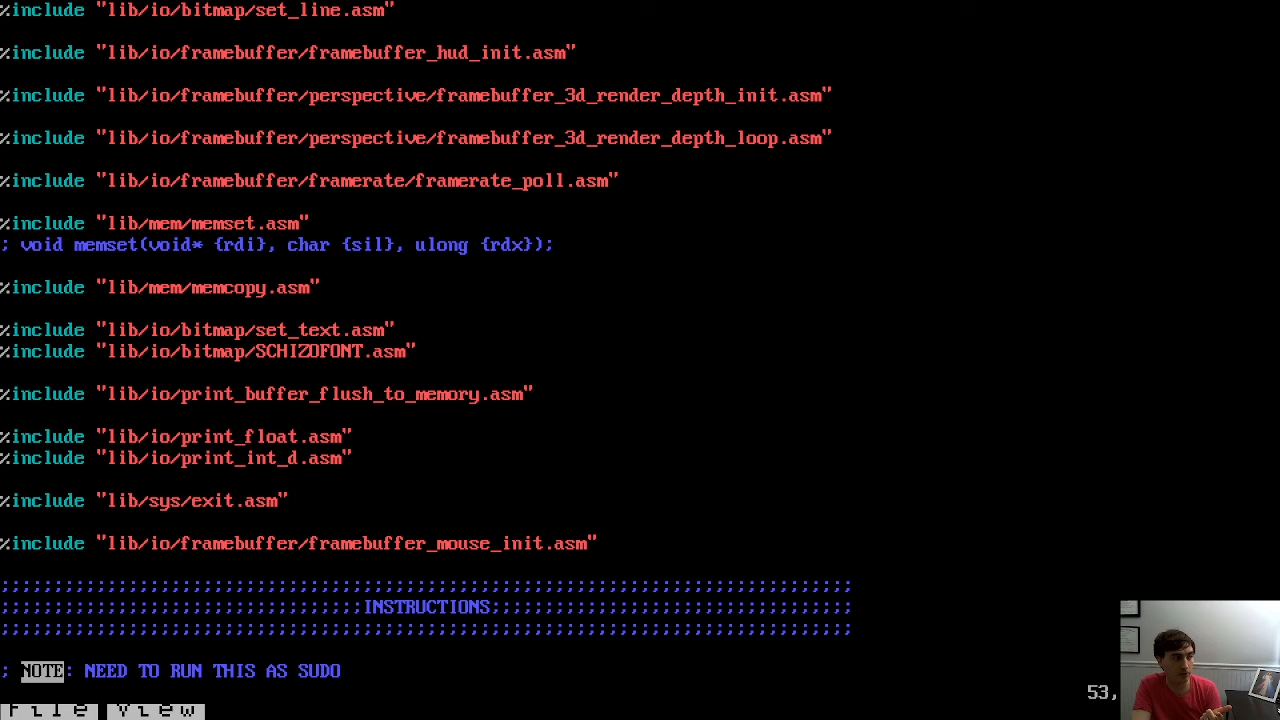 %include "lib/io/bitmap/set_line.asm"
%include "lib/io/framebuffer/framebuffer_hud_init.asm"
%include "lib/io/framebuffer/perspective/framebuffer_3d_render_depth_init.asm"
%include "lib/io/framebuffer/perspective/framebuffer_3d_render_depth_loop.asm"
%include "lib/io/framebuffer/framerate/framerate_poll.asm"
%include "lib/mem/memset.asm"
; void memset(void* {rdi}, char {sil}, ulong {rdx});
%include "lib/mem/memcopy.asm"
%include "lib/io/bitmap/set_text.asm"
%include "lib/io/bitmap/SCHIZOFONT.asm"
%include "lib/io/print_buffer_flush_to_memory.asm"
%include "lib/io/print_float.asm"
%include "lib/io/print_int_d.asm"
%include "lib/sys/exit.asm"
%include "lib/io/framebuffer/framebuffer_mouse_init.asm"
;;;;;;;;;;;;;;;;;;;;;;;;;;;;;;;;;;;;;;;;;;;;;;;;;;;;;;;;;;;;;;;;;;;;;;;;;;;;;;;;
;;;;;;;;;;;;;;;;;;;;;;;;;;;;;;;;;;INSTRUCTIONS;;;;;;;;;;;;;;;;;;;;;;;;;;;;;;;;;;
;;;;;;;;;;;;;;;;;;;;;;;;;;;;;;;;;;;;;;;;;;;;;;;;;;;;;;;;;;;;;;;;;;;;;;;;;;;;;;;;
; NOTE: NEED TO RUN THIS AS SUDO
53,
File View